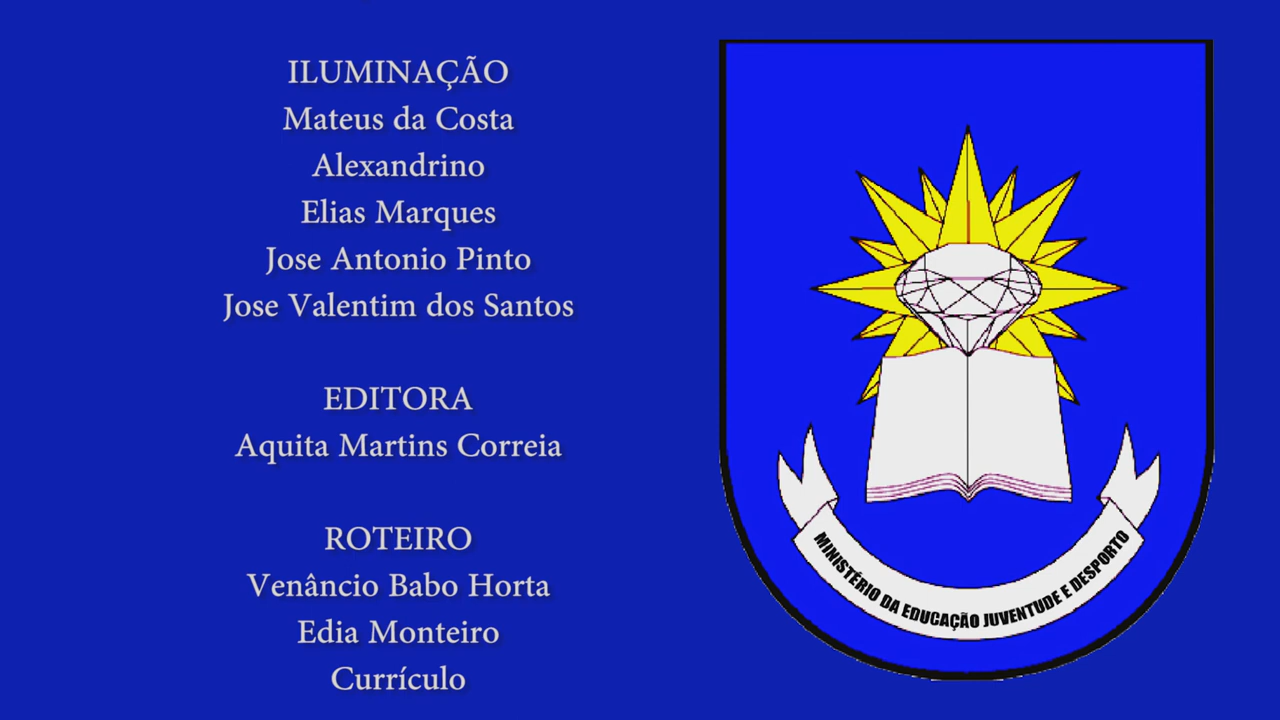 ILUMINAÇÃO
Mateus da Costa
Alexandrino
Elias Marques
Jose Antonio Pinto
Jose Valentim dos Santos
EDITORA
Aquita Martins Correia
ROTEIRO
Venâncio Babo Horta
Edia Monteiro
Currículo
MINISTÉRIO DA EDUCAÇÃO JUVENTUDE E DESPORTO